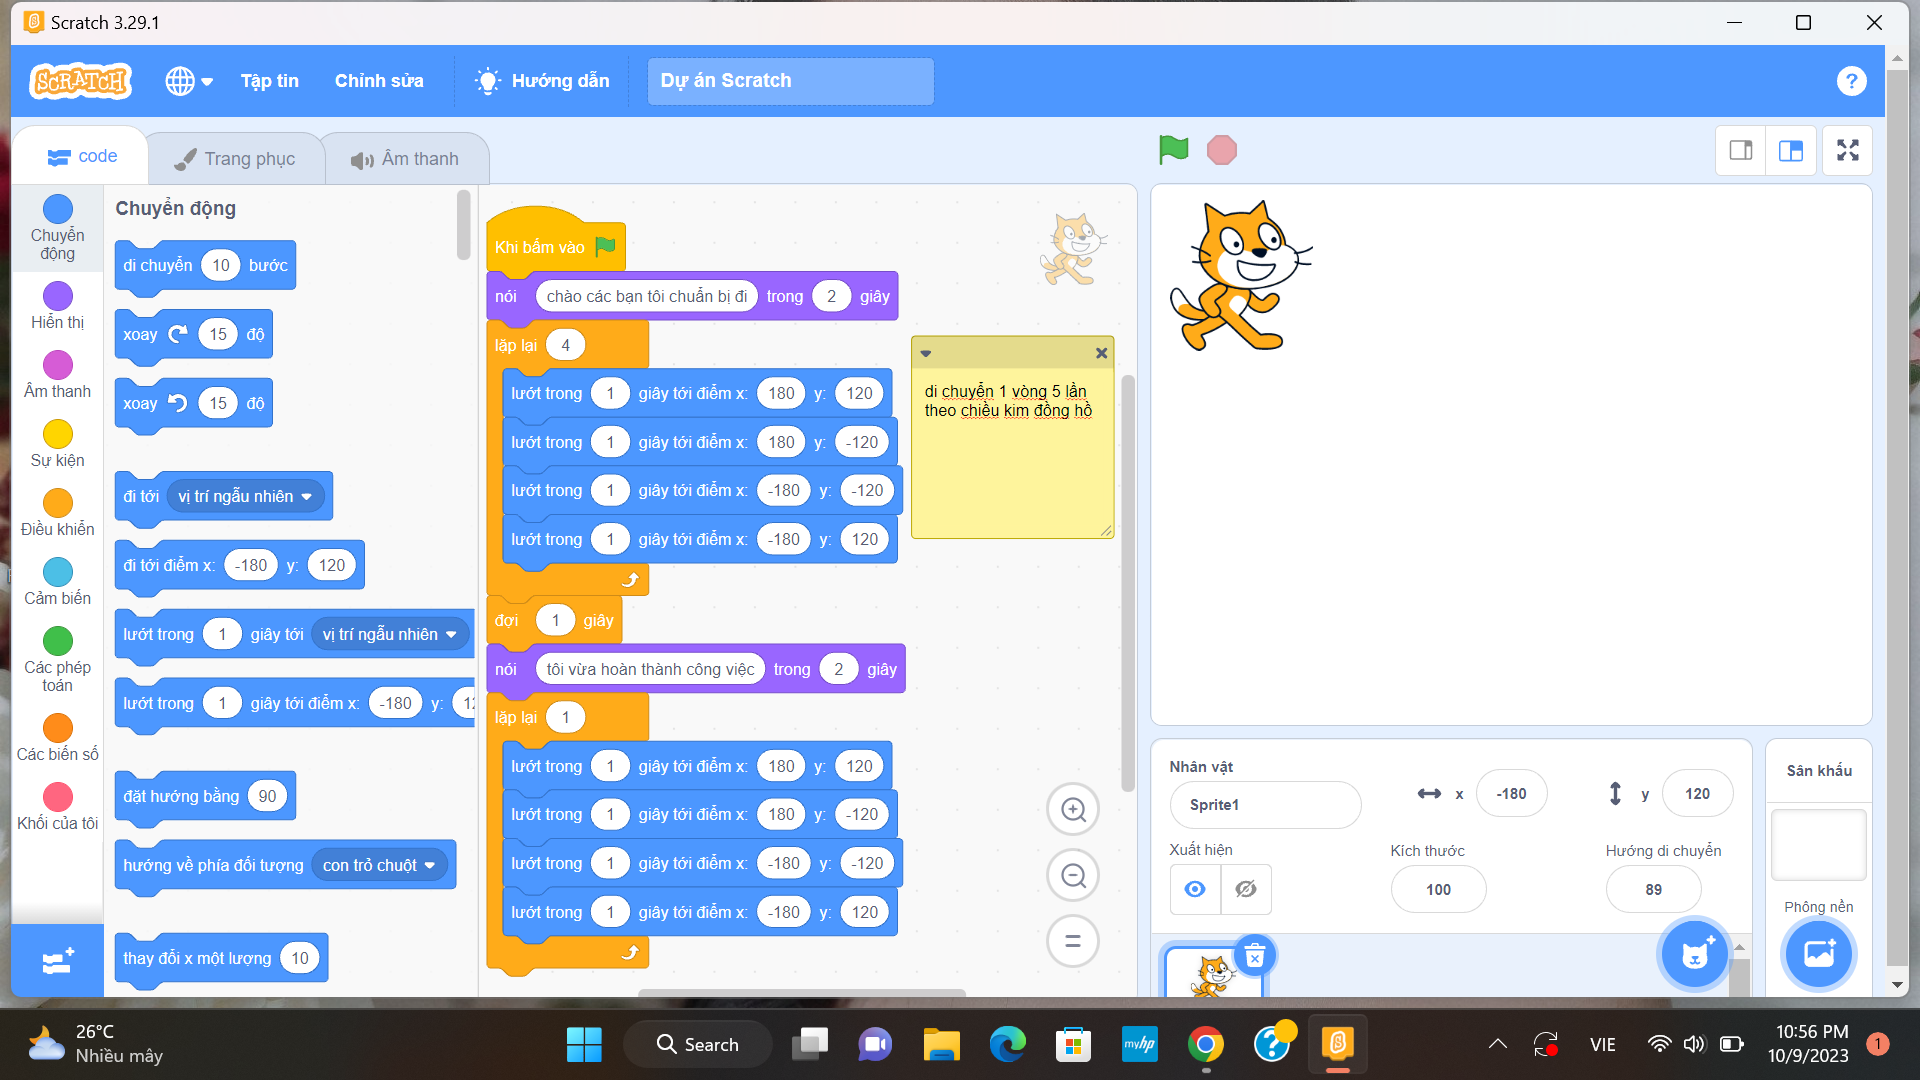 Scratch 3.29.1
SCRATCH
Tập tin
Chỉnh sửa
Hướng dẫn
Dự án Scratch
?
code
Trang phục
Âm thanh
Chuyển động
Hiển thị
Âm thanh
Sự kiện
Điều khiển
Cảm biến
Các phép toán
Các biến số
Khối của tôi
Chuyển động
di chuyển 10 bước
xoay 15 độ
xoay 15 độ
đi tới vị trí ngẫu nhiên
đi tới điểm x: -180 y: 120
lướt trong 1 giây tới vị trí ngẫu nhiên
lướt trong 1 giây tới điểm x: -180 y:
đặt hướng bằng 90
hướng về phía đối tượng con trỏ chuột
thay đổi x một lượng 10
Khi bấm vào
nói chào các bạn tôi chuẩn bị đi trong 2 giây
lặp lại 4
lướt trong 1 giây tới điểm x: 180 y: 120
lướt trong 1 giây tới điểm x: 180 y: -120
lướt trong 1 giây tới điểm x: -180 y: -120
lướt trong 1 giây tới điểm x: -180 y: 120
đợi 1 giây
nói tôi vừa hoàn thành công việc trong 2 giây
lặp lại 1
lướt trong 1 giây tới điểm x: 180 y: 120
lướt trong 1 giây tới điểm x: 180 y: -120
lướt trong 1 giây tới điểm x: -180 y: -120
lướt trong 1 giây tới điểm x: -180 y: 120
di chuyển 1 vòng 5 lần
theo chiều kim đồng hồ
Nhân vật
Sprite1
x -180
y 120
Xuất hiện
Kích thước
100
Hướng di chuyển
89
Sân khấu
Phông nền
26°C
Nhiều mây
Search
myhp
VIE
10:56 PM
10/9/2023
1